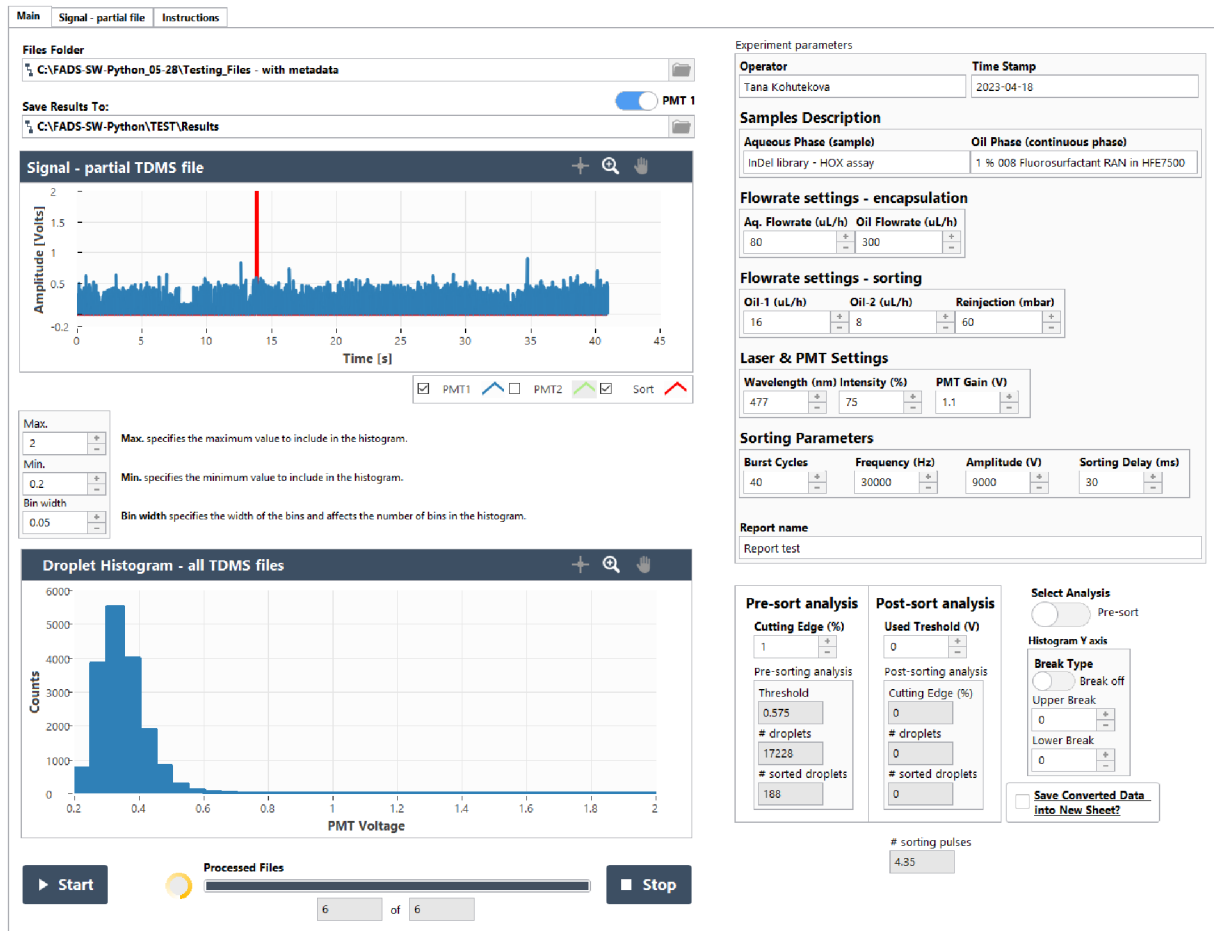 Main Signal - partial file Instructions
Files Folder
C:\FADS-SW-Python_05-28\Testing_Files - with metadata
Save Results To:
PMT 1
C:\FADS-SW-Python\TEST\Results
Signal - partial TDMS file
2
1.5
1
0.5
-0.2
Amplitude [Volts]
0 5 10 15 20 25 30 35 40 45
Time [s]
PMT1 PMT2 Sort
Max.
2
Max. specifies the maximum value to include in the histogram.
Min.
0.2
Min. specifies the minimum value to include in the histogram.
Bin width
0.05
Bin width specifies the width of the bins and affects the number of bins in the histogram.
Droplet Histogram - all TDMS files
6000
5000
4000
3000
2000
1000
0
Counts
0.2 0.4 0.6 0.8 1 1.2 1.4 1.6 1.8 2
PMT Voltage
Start
Processed Files
6 of 6
Stop
Experiment parameters
Operator Time Stamp
Tana Kohutekova 2023-04-18
Samples Description
Aqueous Phase (sample) Oil Phase (continuous phase)
InDel library - HOX assay 1 % 008 Fluorosurfactant RAN in HFE7500
Flowrate settings - encapsulation
Aq. Flowrate (uL/h) Oil Flowrate (uL/h)
80 300
Flowrate settings - sorting
Oil-1 (uL/h) Oil-2 (uL/h) Reinjection (mbar)
16 8 60
Laser & PMT Settings
Wavelength (nm) Intensity (%) PMT Gain (V)
477 75 1.1
Sorting Parameters
Burst Cycles Frequency (Hz) Amplitude (V) Sorting Delay (ms)
40 30000 9000 30
Report name
Report test
Pre-sort analysis
Cutting Edge (%)
1
Pre-sorting analysis
Threshold
0.575
# droplets
17228
# sorted droplets
188
Post-sort analysis
Used Treshold (V)
0
Post-sorting analysis
Cutting Edge (%)
0
# droplets
0
# sorted droplets
0
Select Analysis
Pre-sort
Histogram Y axis
Break Type
Break off
Upper Break
0
Lower Break
0
Save Converted Data
into New Sheet?
# sorting pulses
4.35